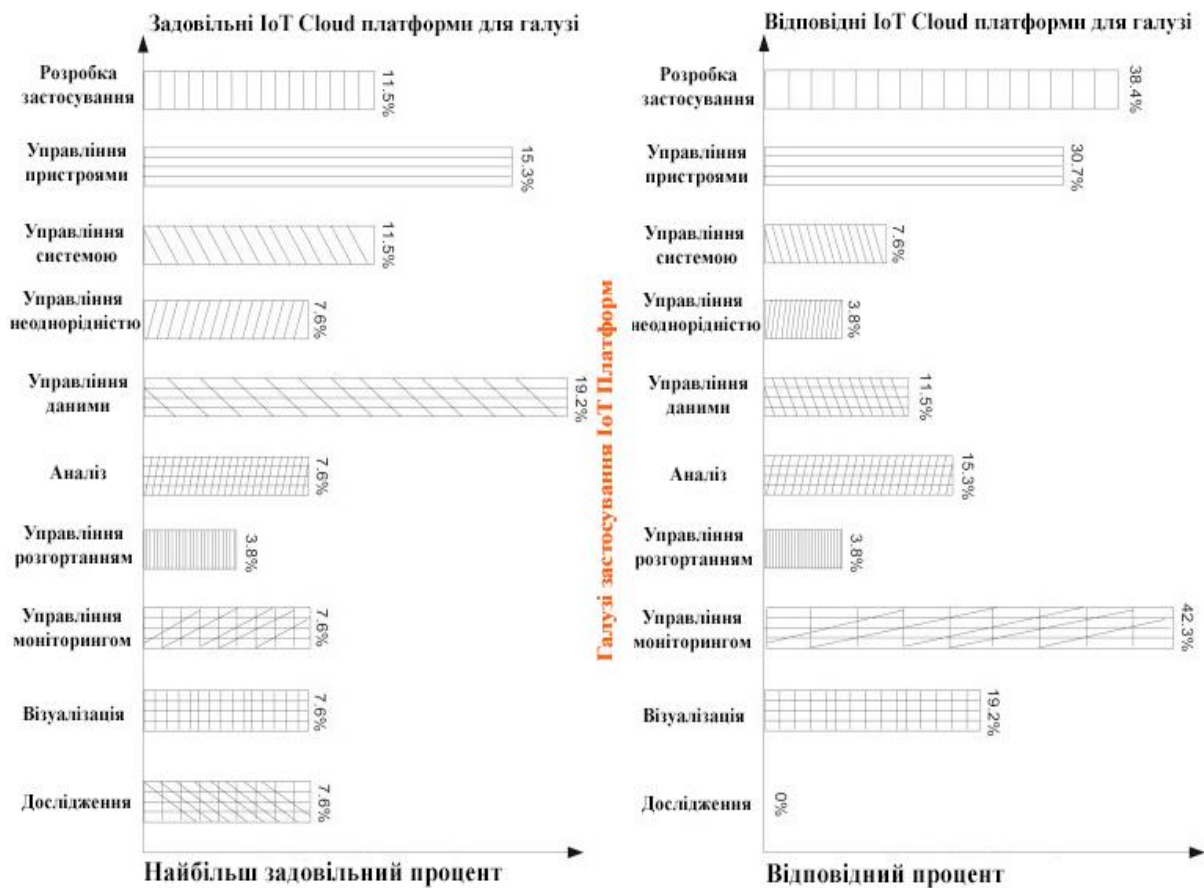 Задовільні IoT Cloud платформи для галузі
Розробка
застосування
11.5%
Управління
пристроями
15.3%
Управління
системою
11.5%
Управління
неоднорідністю
7.6%
Управління
даними
19.2%
Аналіз
7.6%
Управління
розгортанням
3.8%
Управління
моніторингом
7.6%
Візуалізація
7.6%
Дослідження
7.6%
Найбільш задовільний процент
Галузі застосування IoT Платформ
Відповідні IoT Cloud платформи для галузі
Розробка
застосування
38.4%
Управління
пристроями
30.7%
Управління
системою
7.6%
Управління
неоднорідністю
3.8%
Управління
даними
11.5%
Аналіз
15.3%
Управління
розгортанням
3.8%
Управління
моніторингом
42.3%
Візуалізація
19.2%
Дослідження
0%
Відповідний процент